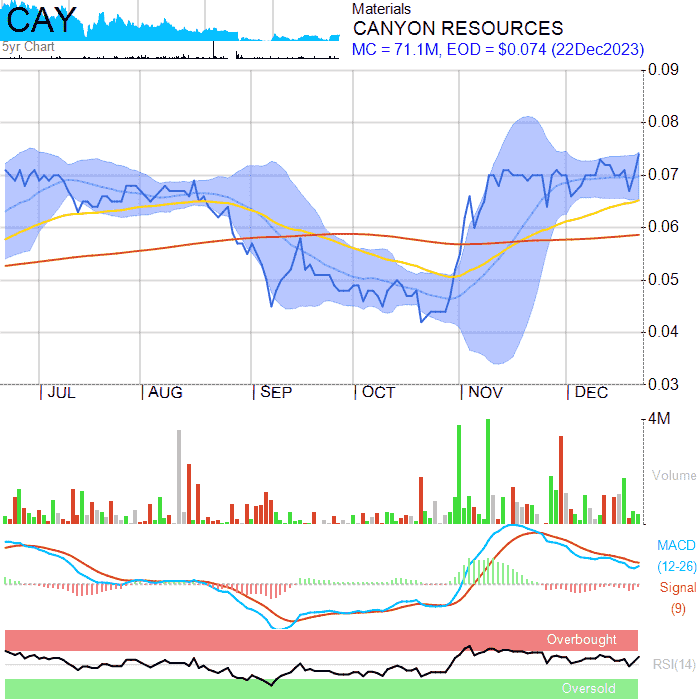 CAY
5yr Chart
Materials
CANYON RESOURCES
MC = 71.1M, EOD = $0.074 (22Dec2023)
0.09
0.08
0.07
0.06
0.05
0.04
0.03
JUL
AUG
SEP
OCT
NOV
DEC
4M
Volume
MACD
(12-26)
Signal
(9)
Overbought
RSI(14)
Oversold